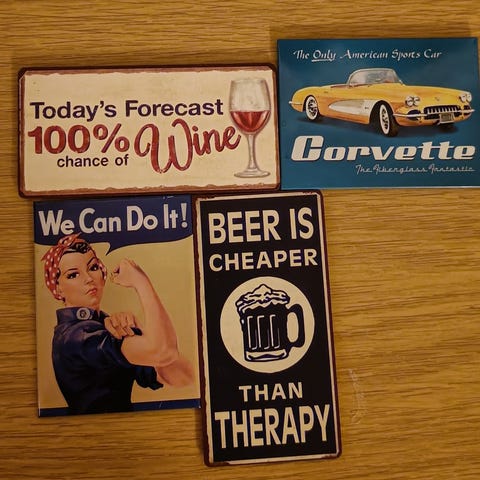 Today's Forecast
100%
chance of
Wine
The Only American Sports Car
Corvette
The fiberglass fantastic
We Can Do It!
BEER IS
CHEAPER
THAN
THERAPY